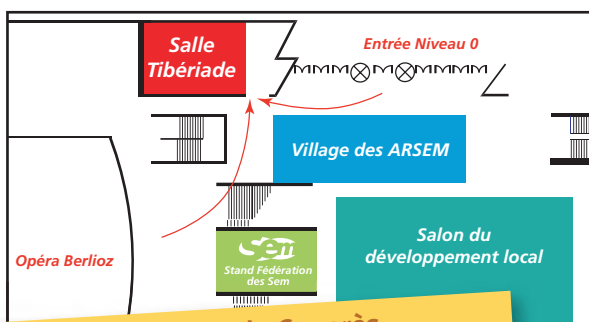 Salle
Tibériade
Entrée Niveau 0
Village des ARSEM
Opéra Berlioz
sem
Stand Fédération
des Sem
Salon du
développement local
Congrès